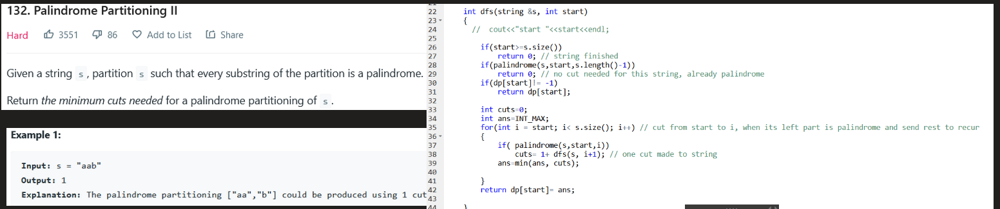 132. Palindrome Partitioning II
Hard 3551 86 Add to List Share
Given a string s , partition s such that every substring of the partition is a palindrome.
Return the minimum cuts needed for a palindrome partitioning of s .
Example 1:
Input: s = "aab"
Output: 1
Explanation: The palindrome partitioning ["aa","b"] could be produced using 1 cut
21
22 int dfs(string &s, int start)
23 {
24 // cout<<"start "<<start<<endl;
25
26 if(start>=s.size())
27 return 0; // string finished
28 if(palindrome(s,start,s.length()-1))
29 return 0; // no cut needed for this string, already palindrome
30 if(dp[start]!= -1)
31 return dp[start];
32
33 int cuts=0;
34 int ans=INT_MAX;
35 for(int i = start; i< s.size(); i++) // cut from start to i, when its left part is palindrome and send rest to recur
36 {
37 if( palindrome(s,start,i))
38 cuts= 1+ dfs(s, i+1); // one cut made to string
39 ans=min(ans, cuts);
40
41 }
42 return dp[start]= ans;
43
44 }